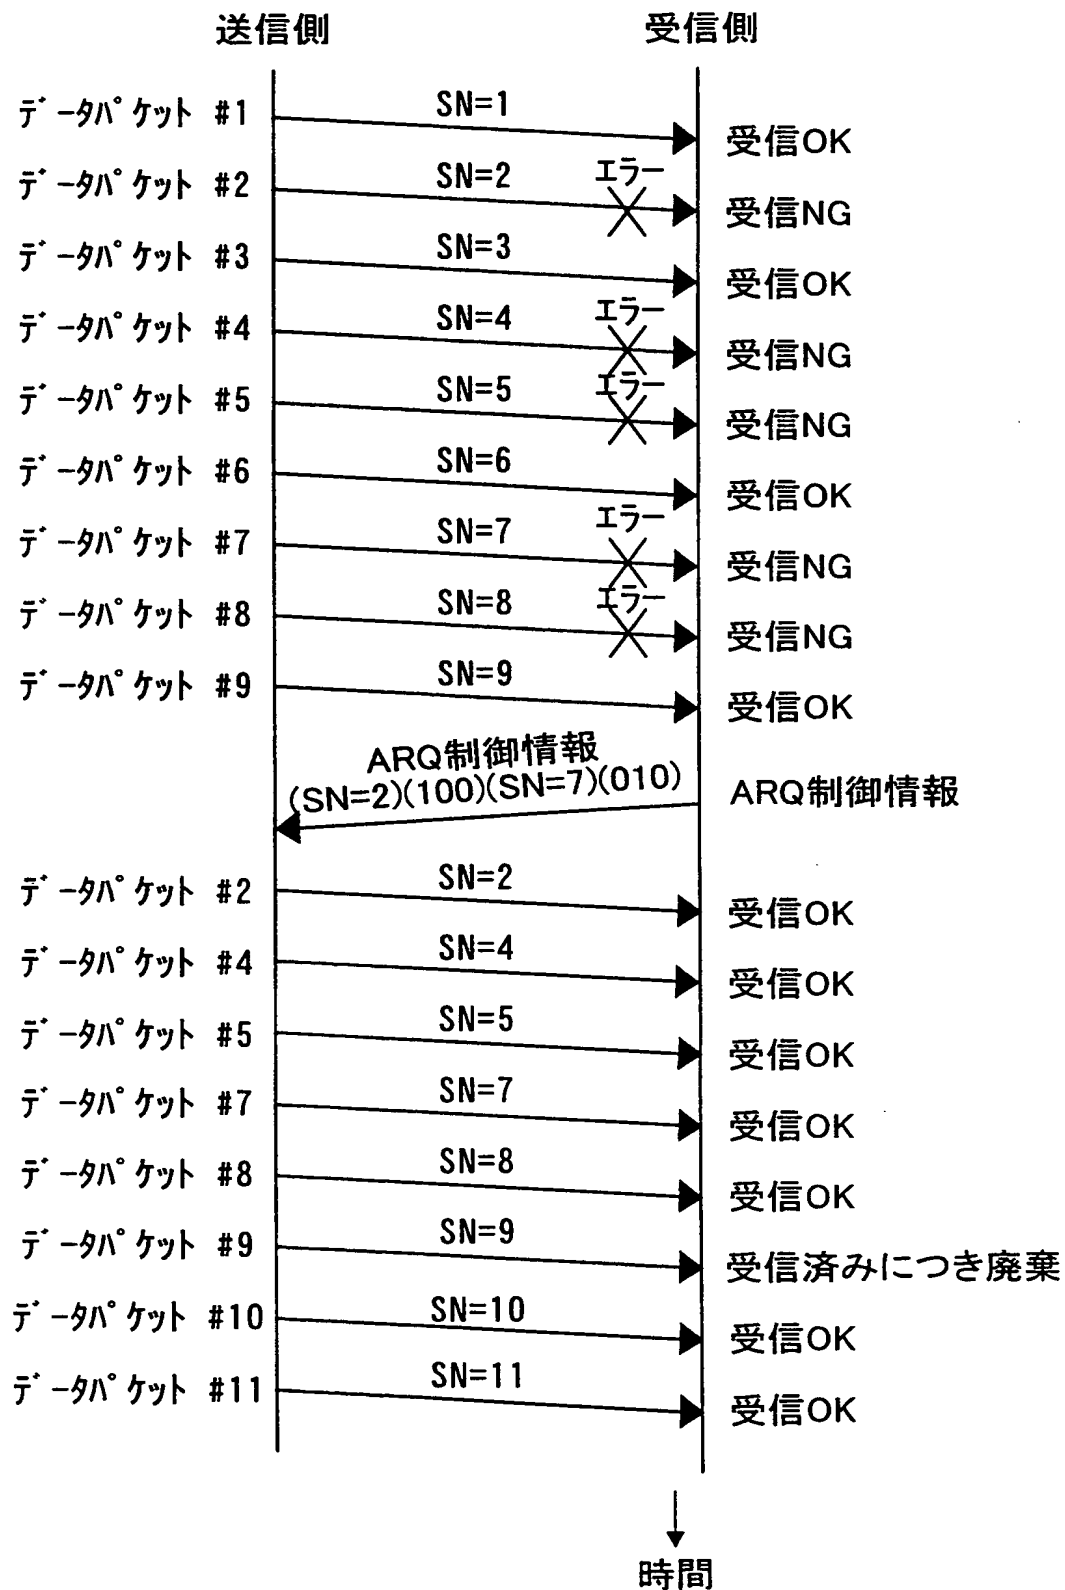 送信側 受信側
データパケット #1 SN=1 受信OK
データパケット #2 SN=2 エラー 受信NG
データパケット #3 SN=3 受信OK
データパケット #4 SN=4 エラー 受信NG
データパケット #5 SN=5 エラー 受信NG
データパケット #6 SN=6 受信OK
データパケット #7 SN=7 エラー 受信NG
データパケット #8 SN=8 エラー 受信NG
データパケット #9 SN=9 受信OK
ARQ制御情報
(SN=2)(100)(SN=7)(010) ARQ制御情報
データパケット #2 SN=2 受信OK
データパケット #4 SN=4 受信OK
データパケット #5 SN=5 受信OK
データパケット #7 SN=7 受信OK
データパケット #8 SN=8 受信OK
データパケット #9 SN=9 受信済みにつき廃棄
データパケット #10 SN=10 受信OK
データパケット #11 SN=11 受信OK
時間